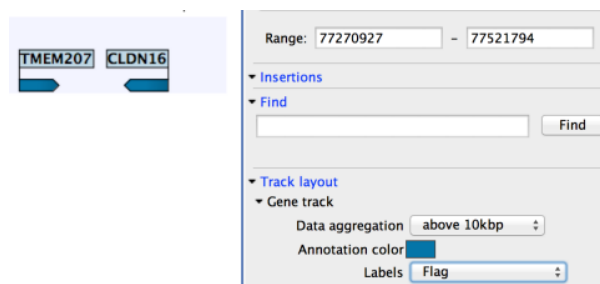 TMEM207 CLDN16
Range: 77270927 - 77521794
Insertions
Find
Find
Track layout
Gene track
Data aggregation above 10kbp
Annotation color
Labels Flag